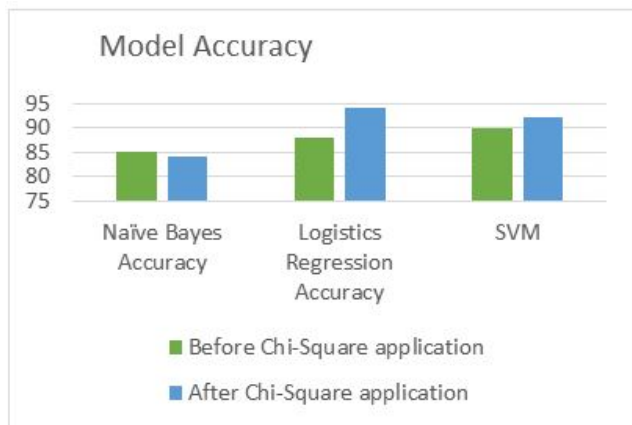 Model Accuracy
95
90
85
80
75
Naïve Bayes
Accuracy
Logistics
Regression
Accuracy
SVM
Before Chi-Square application
After Chi-Square application